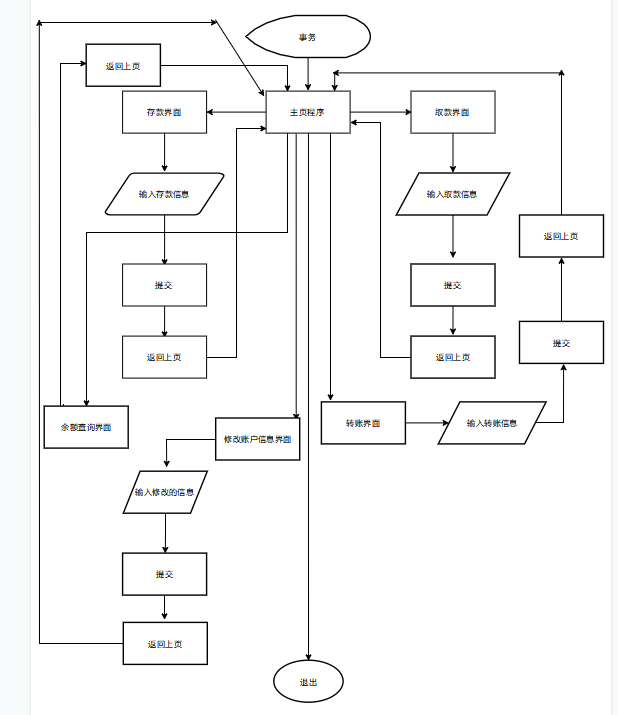 事务
返回上页
存款界面
主页程序
取款界面
输入存款信息
输入取款信息
返回上页
提交
提交
提交
返回上页
返回上页
余额查询界面
修改账户信息界面
转账界面
输入转账信息
输入修改的信息
提交
返回上页
退出